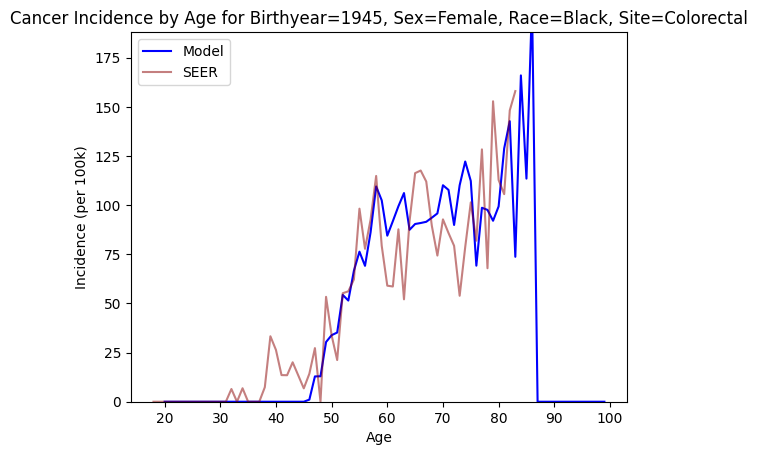 Cancer Incidence by Age for Birthyear=1945, Sex=Female, Race=Black, Site=Colorectal
Model
SEER
175
150
125
100
75
50
25
0
Incidence (per 100k)
20 30 40 50 60 70 80 90 100
Age